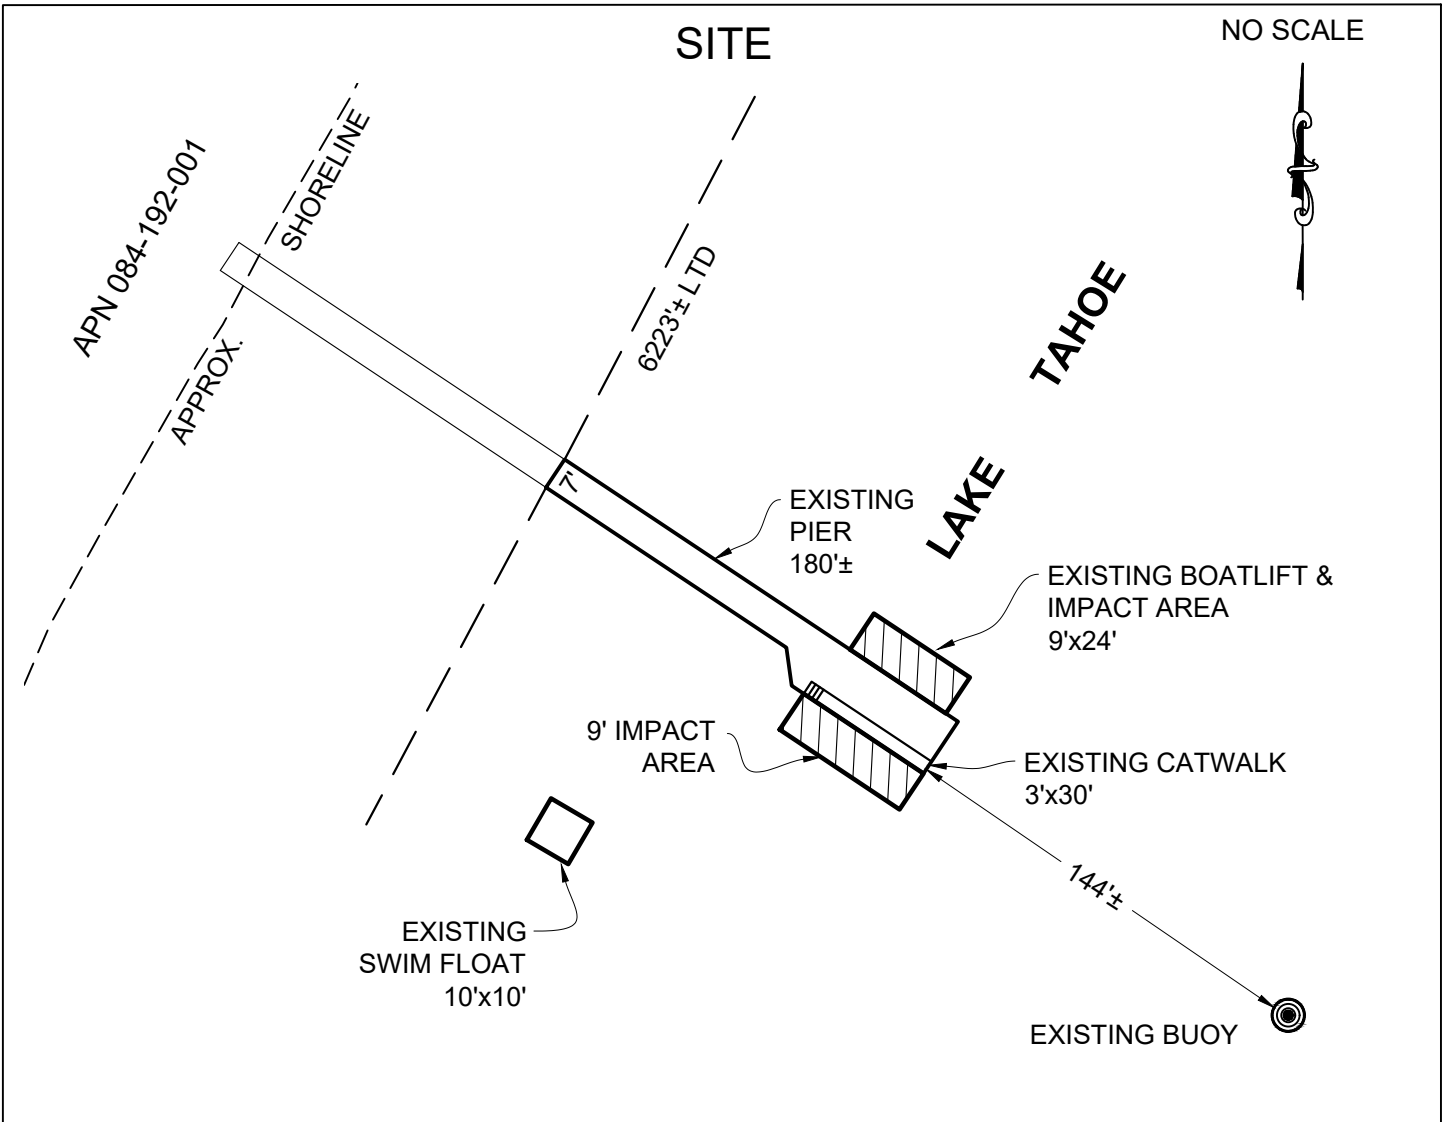 SITE
NO SCALE
APN 084-192-001
SHORELINE
APPROX.
6223'± LTD
LAKE TAHOE
7'
EXISTING
PIER
180'±
EXISTING BOATLIFT &
IMPACT AREA
9'x24'
9' IMPACT
AREA
EXISTING CATWALK
3'x30'
144'±
EXISTING
SWIM FLOAT
10'x10'
EXISTING BUOY